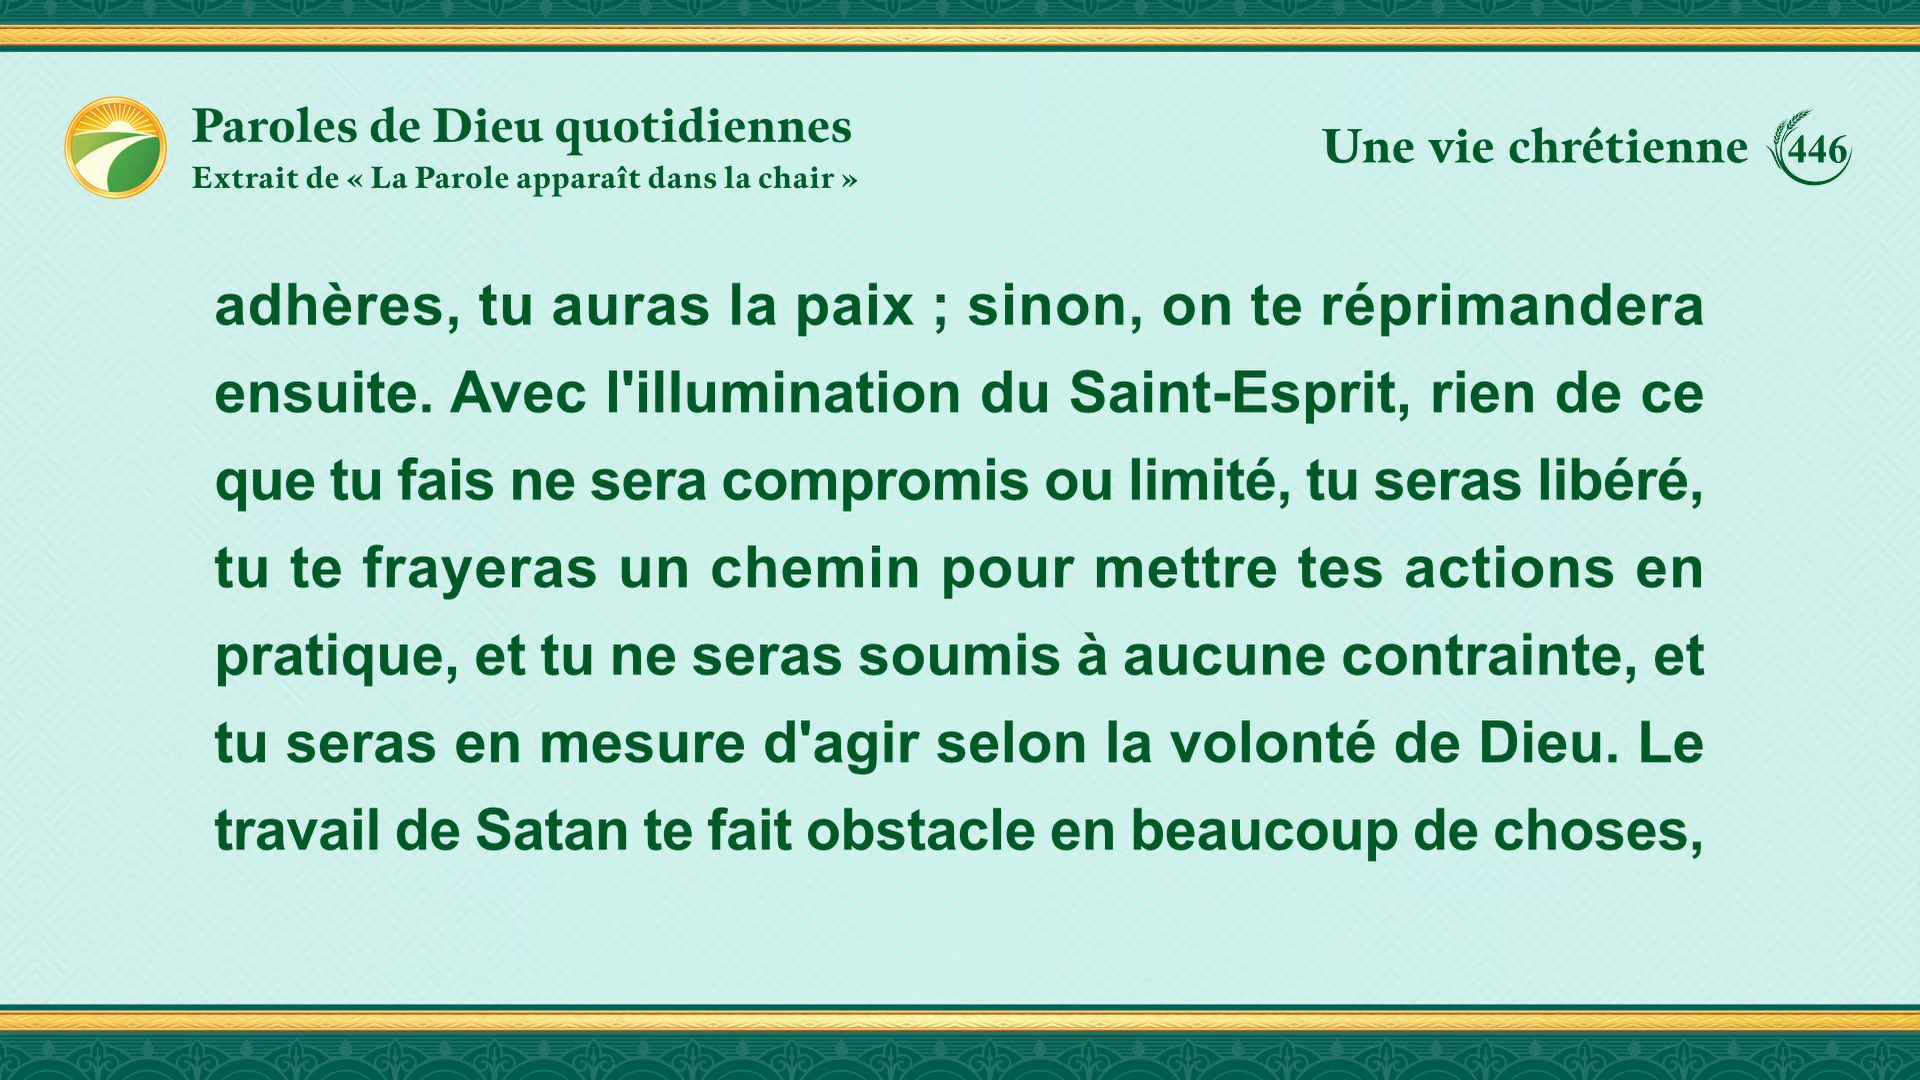 Paroles de Dieu quotidiennes
Extrait de « La Parole apparaît dans la chair »
Une vie chrétienne 446
adhères, tu auras la paix ; sinon, on te réprimandera
ensuite. Avec l'illumination du Saint-Esprit, rien de ce
que tu fais ne sera compromis ou limité, tu seras libéré,
tu te frayeras un chemin pour mettre tes actions en
pratique, et tu ne seras soumis à aucune contrainte, et
tu seras en mesure d'agir selon la volonté de Dieu. Le
travail de Satan te fait obstacle en beaucoup de choses,